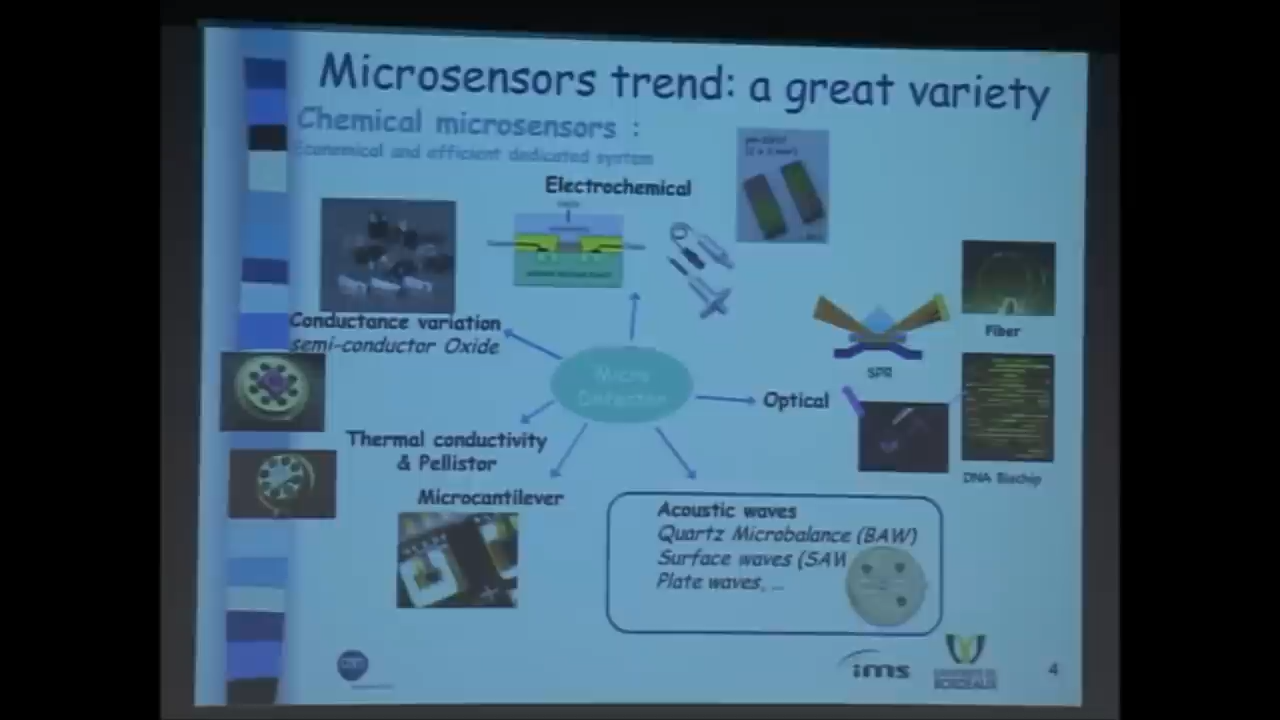 Microsensors trend: a great variety
Chemical microsensors :
Economical and efficient dedicated system
Electrochemical
Conductance variation
semi-conductor Oxide
Fiber
SPR
Micro
Detector
Optical
Thermal conductivity
& Pellistor
DNA Biochip
Microcantilever
Acoustic waves
Quartz Microbalance (BAW)
Surface waves (SAW
Plate waves, ...
ims
BORDEAUX
4